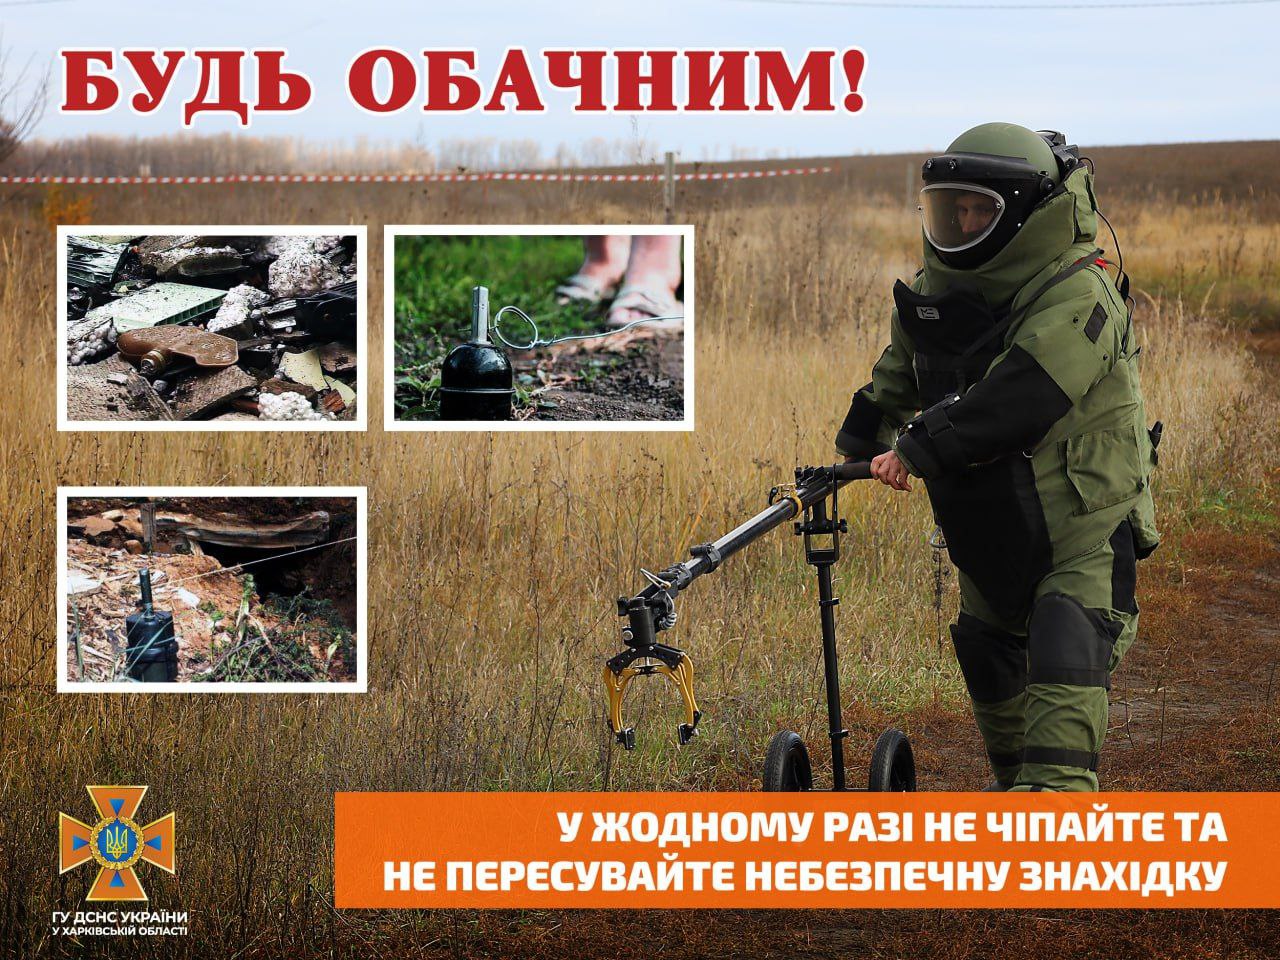 БУДЬ ОБАЧНИМ!
У ЖОДНОМУ РАЗІ НЕ ЧІПАЙТЕ ТА
НЕ ПЕРЕСУВАЙТЕ НЕБЕЗПЕЧНУ ЗНАХІДКУ
ГУ ДСНС УКРАЇНИ
У ХАРКІВСЬКІЙ ОБЛАСТІ